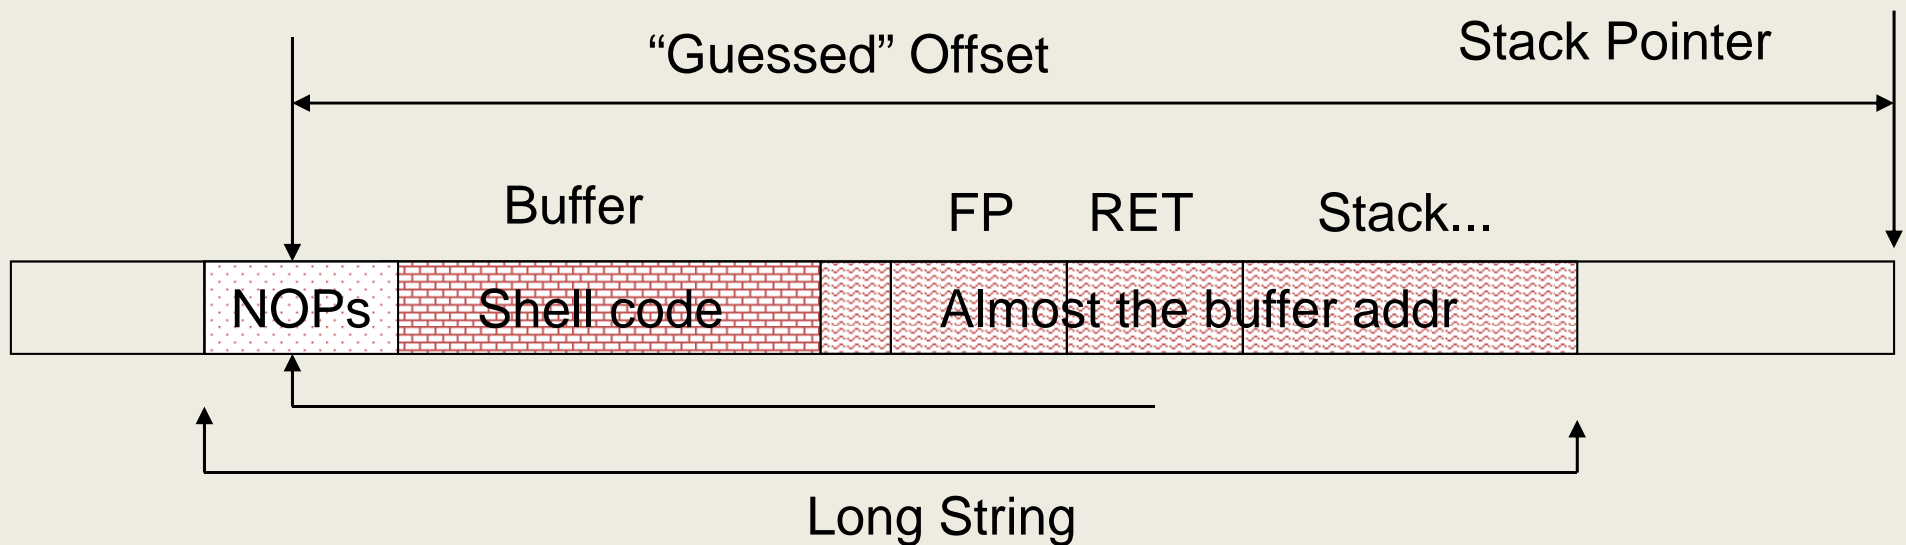 “Guessed” Offset
Stack Pointer
Buffer
FP
RET
Stack...
NOPs
Shell code
Almost the buffer addr
Long String